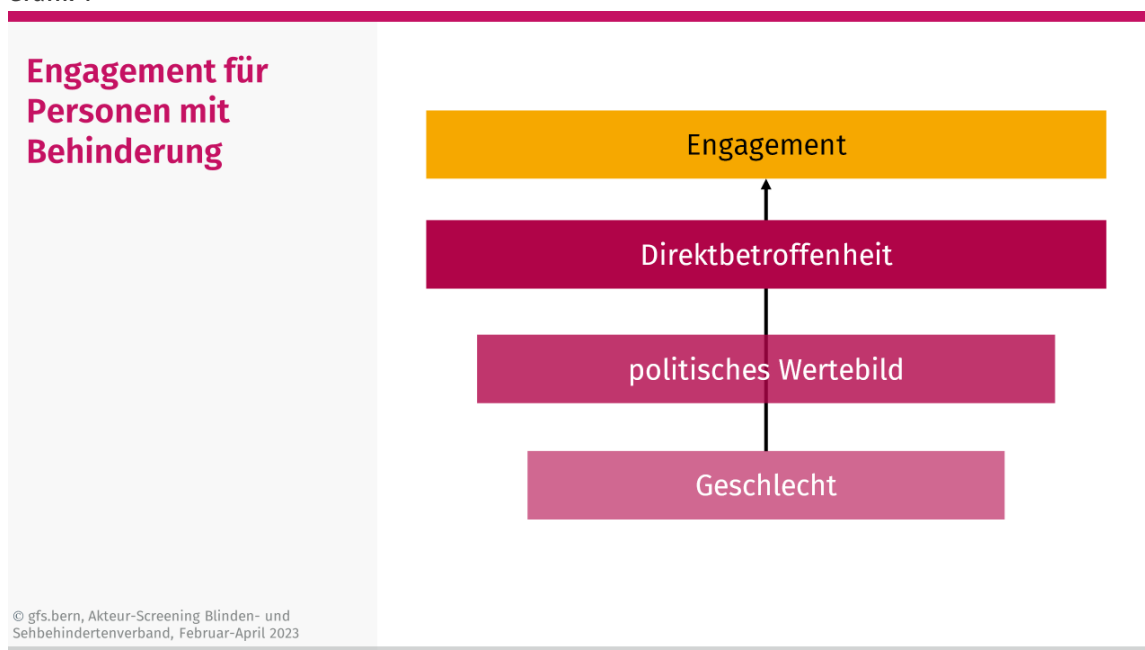 Engagement für
Personen mit
Behinderung
Engagement
Direktbetroffenheit
politisches Wertebild
Geschlecht
© gfs.bern, Akteur-Screening Blinden- und
Sehbehindertenverband, Februar-April 2023